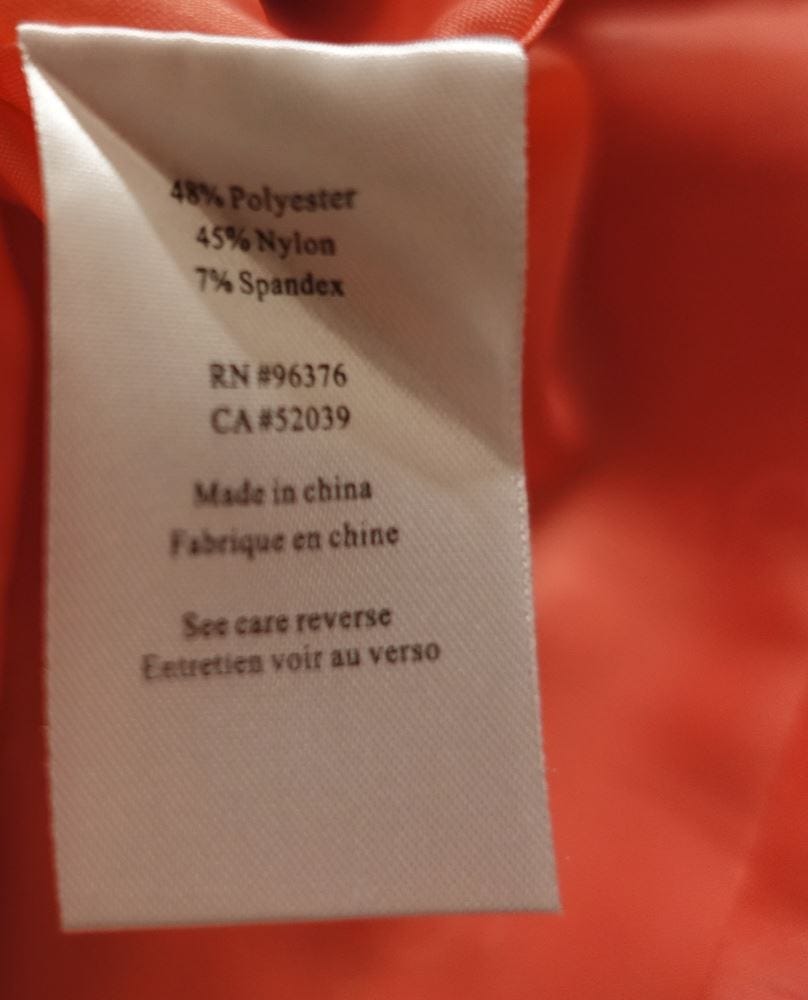 48% Polyester
45% Nylon
7% Spandex
RN #96376
CA #52039
Made in china
Fabrique en chine
See care reverse
Entretien voir au verso